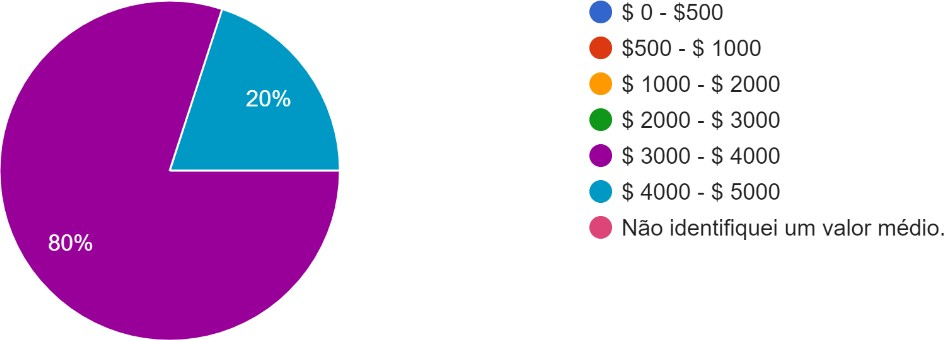 20%
80%
$ 0 - $500
$500 - $ 1000
$ 1000 - $ 2000
$ 2000 - $ 3000
$ 3000 - $ 4000
$ 4000 - $ 5000
Não identifiquei um valor médio.